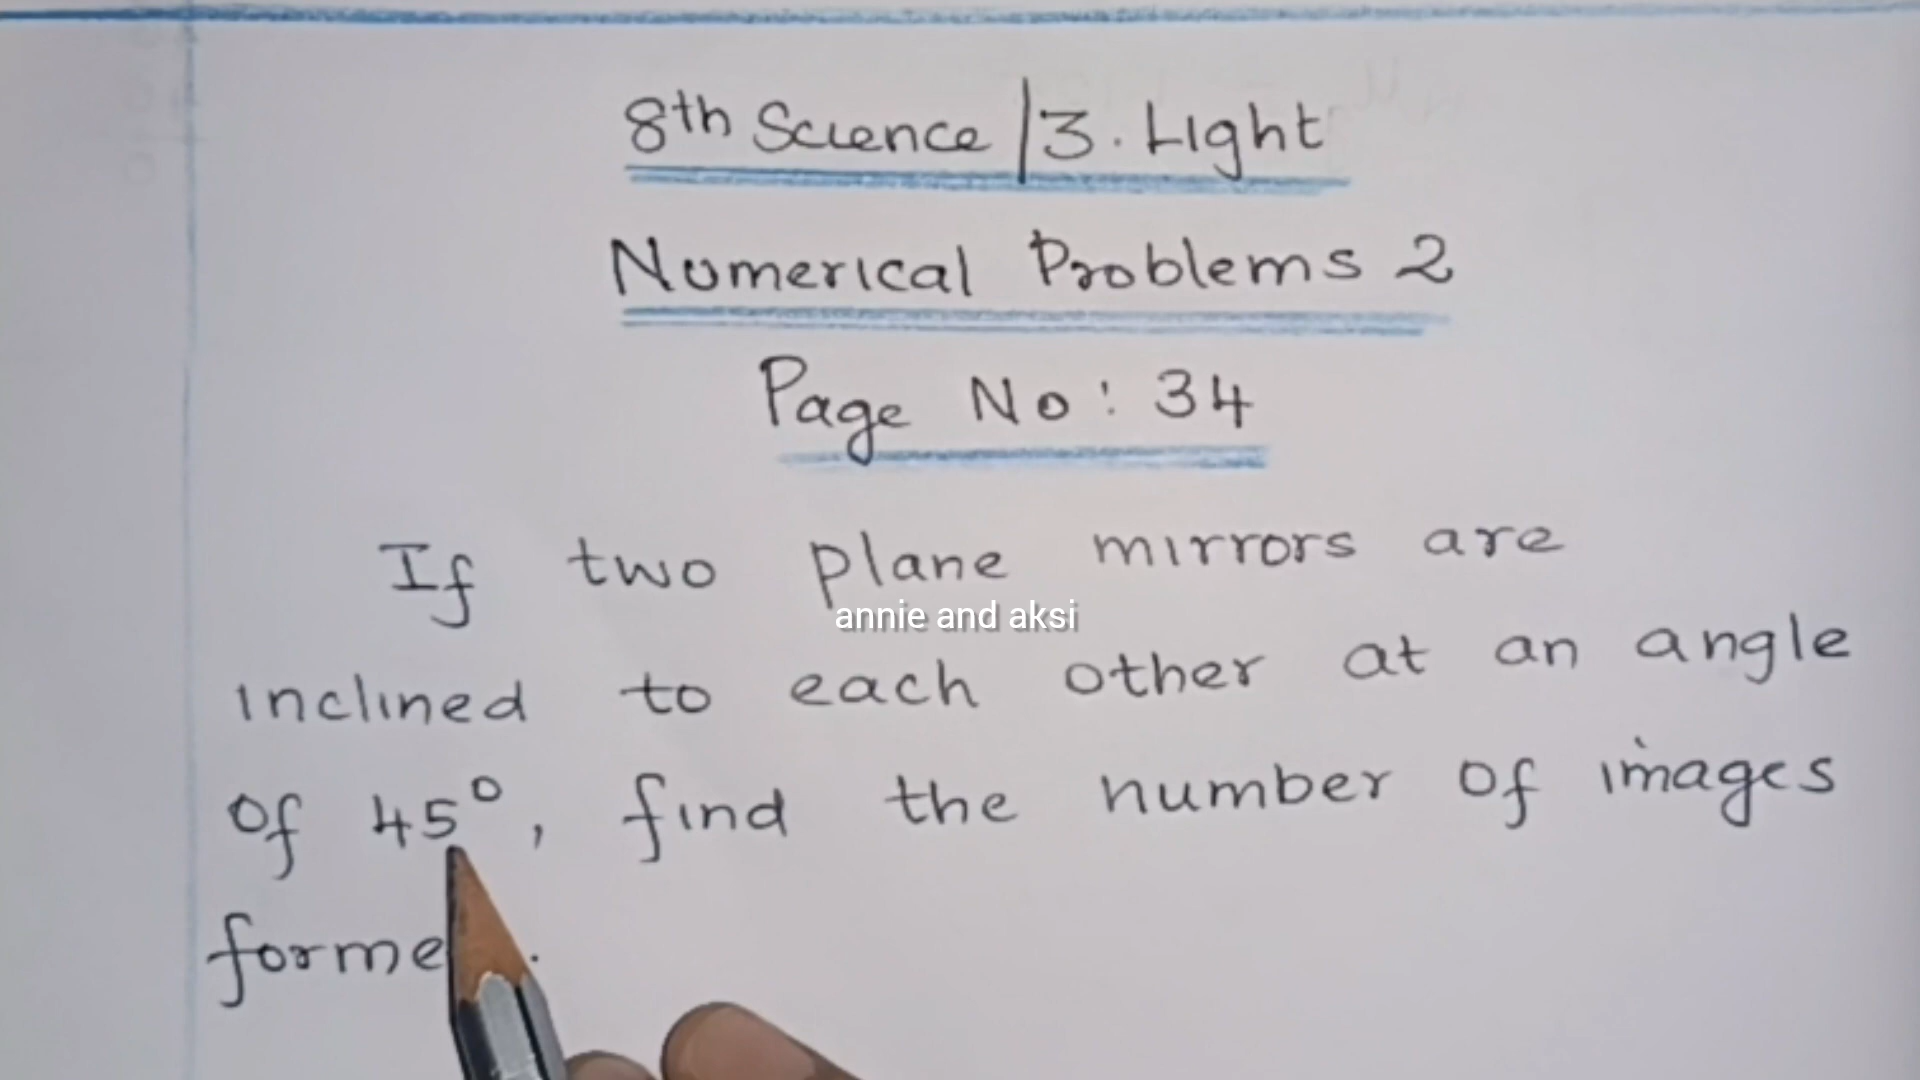 8th Science / 3. Light
Numerical Problems 2
Page No: 34
If two plane mirrors are
annie and aksi
inclined to each other at an angle
of 45°, find the number of images
forme .